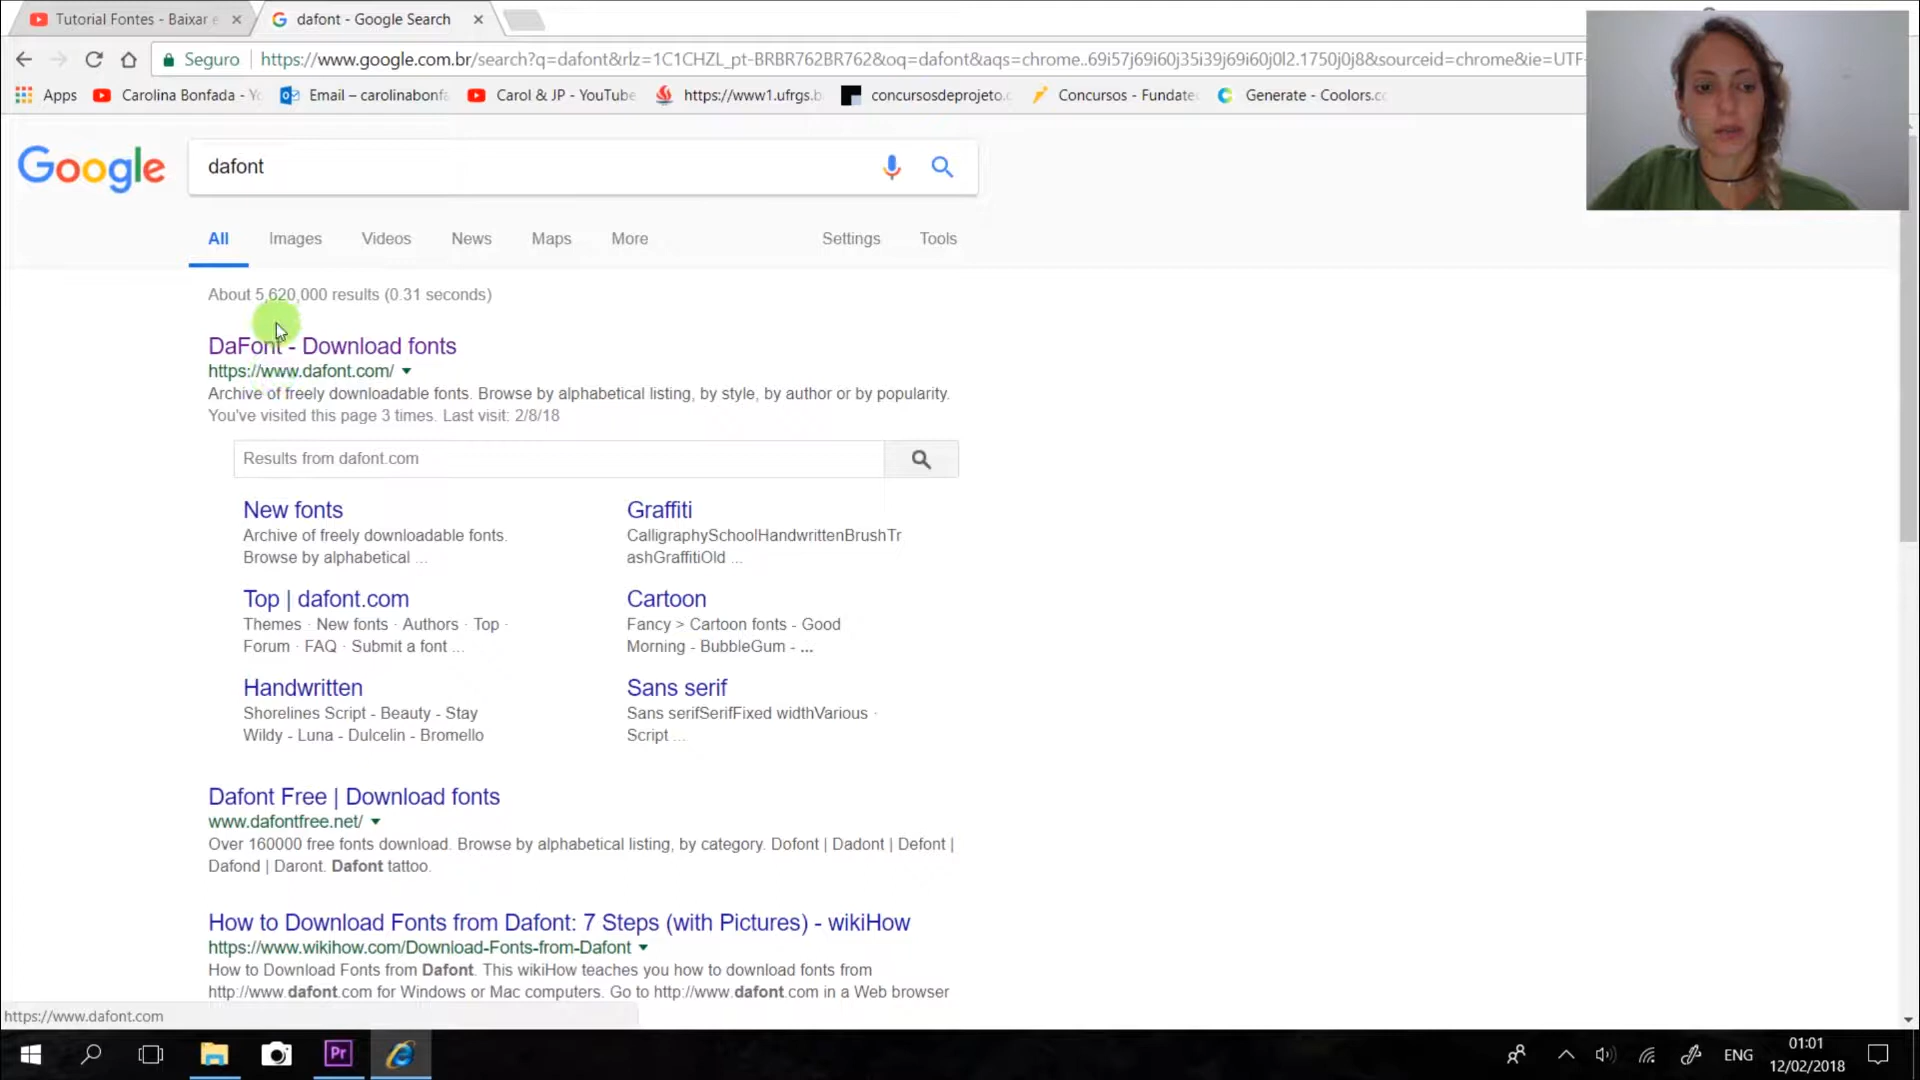 Tutorial Fontes - Baixar e
dafont - Google Search
Seguro
https://www.google.com.br/search?q=dafont&rlz=1C1CHZL_pt-BRBR762BR762&oq=dafont&aqs=chrome..69i57j69i60j35i39j69i60j0l2.1750j0j8&sourceid=chrome&ie=UTF-
Apps
Carolina Bonfada - Yo
Email – carolinabonfa
Carol & JP - YouTube
https://www1.ufrgs.b
concursosdeprojeto.o
Concursos - Fundatec
Generate - Coolors.co
Google
dafont
All
Images
Videos
News
Maps
More
Settings
Tools
About 5,620,000 results (0.31 seconds)
DaFont - Download fonts
https://www.dafont.com/
Archive of freely downloadable fonts. Browse by alphabetical listing, by style, by author or by popularity.
You've visited this page 3 times. Last visit: 2/8/18
Results from dafont.com
New fonts
Archive of freely downloadable fonts.
Browse by alphabetical ...
Graffiti
CalligraphySchoolHandwrittenBrushTr
ashGraffitiOld ...
Top | dafont.com
Themes · New fonts · Authors · Top ·
Forum · FAQ · Submit a font ...
Cartoon
Fancy > Cartoon fonts - Good
Morning - BubbleGum - ...
Handwritten
Shorelines Script - Beauty - Stay
Wildy - Luna - Dulcelin - Bromello
Sans serif
Sans serifSerifFixed widthVarious ·
Script ...
Dafont Free | Download fonts
www.dafontfree.net/
Over 160000 free fonts download. Browse by alphabetical listing, by category. Dofont | Dadont | Defont |
Dafond | Daront. Dafont tattoo.
How to Download Fonts from Dafont: 7 Steps (with Pictures) - wikiHow
https://www.wikihow.com/Download-Fonts-from-Dafont
How to Download Fonts from Dafont. This wikiHow teaches you how to download fonts from
http://www.dafont.com for Windows or Mac computers. Go to http://www.dafont.com in a Web browser
https://www.dafont.com
Pr
ENG
01:01
12/02/2018